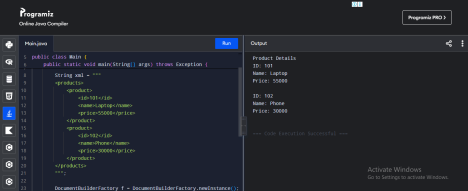 Programiz
Online Java Compiler
Programiz PRO >
Main.java
Run
Output
public class Main {
public static void main(String[] args) throws Exception {
String xml = """
<products>
<product>
<id>101</id>
<name>Laptop</name>
<price>55000</price>
</product>
<product>
<id>102</id>
<name>Phone</name>
<price>30000</price>
</product>
</products>
""";
DocumentBuilderFactory f = DocumentBuilderFactory.newInstance();
Product Details
ID: 101
Name: Laptop
Price: 55000
ID: 102
Name: Phone
Price: 30000
=== Code Execution Successful ===
Activate Windows
Go to Settings to activate Windows.